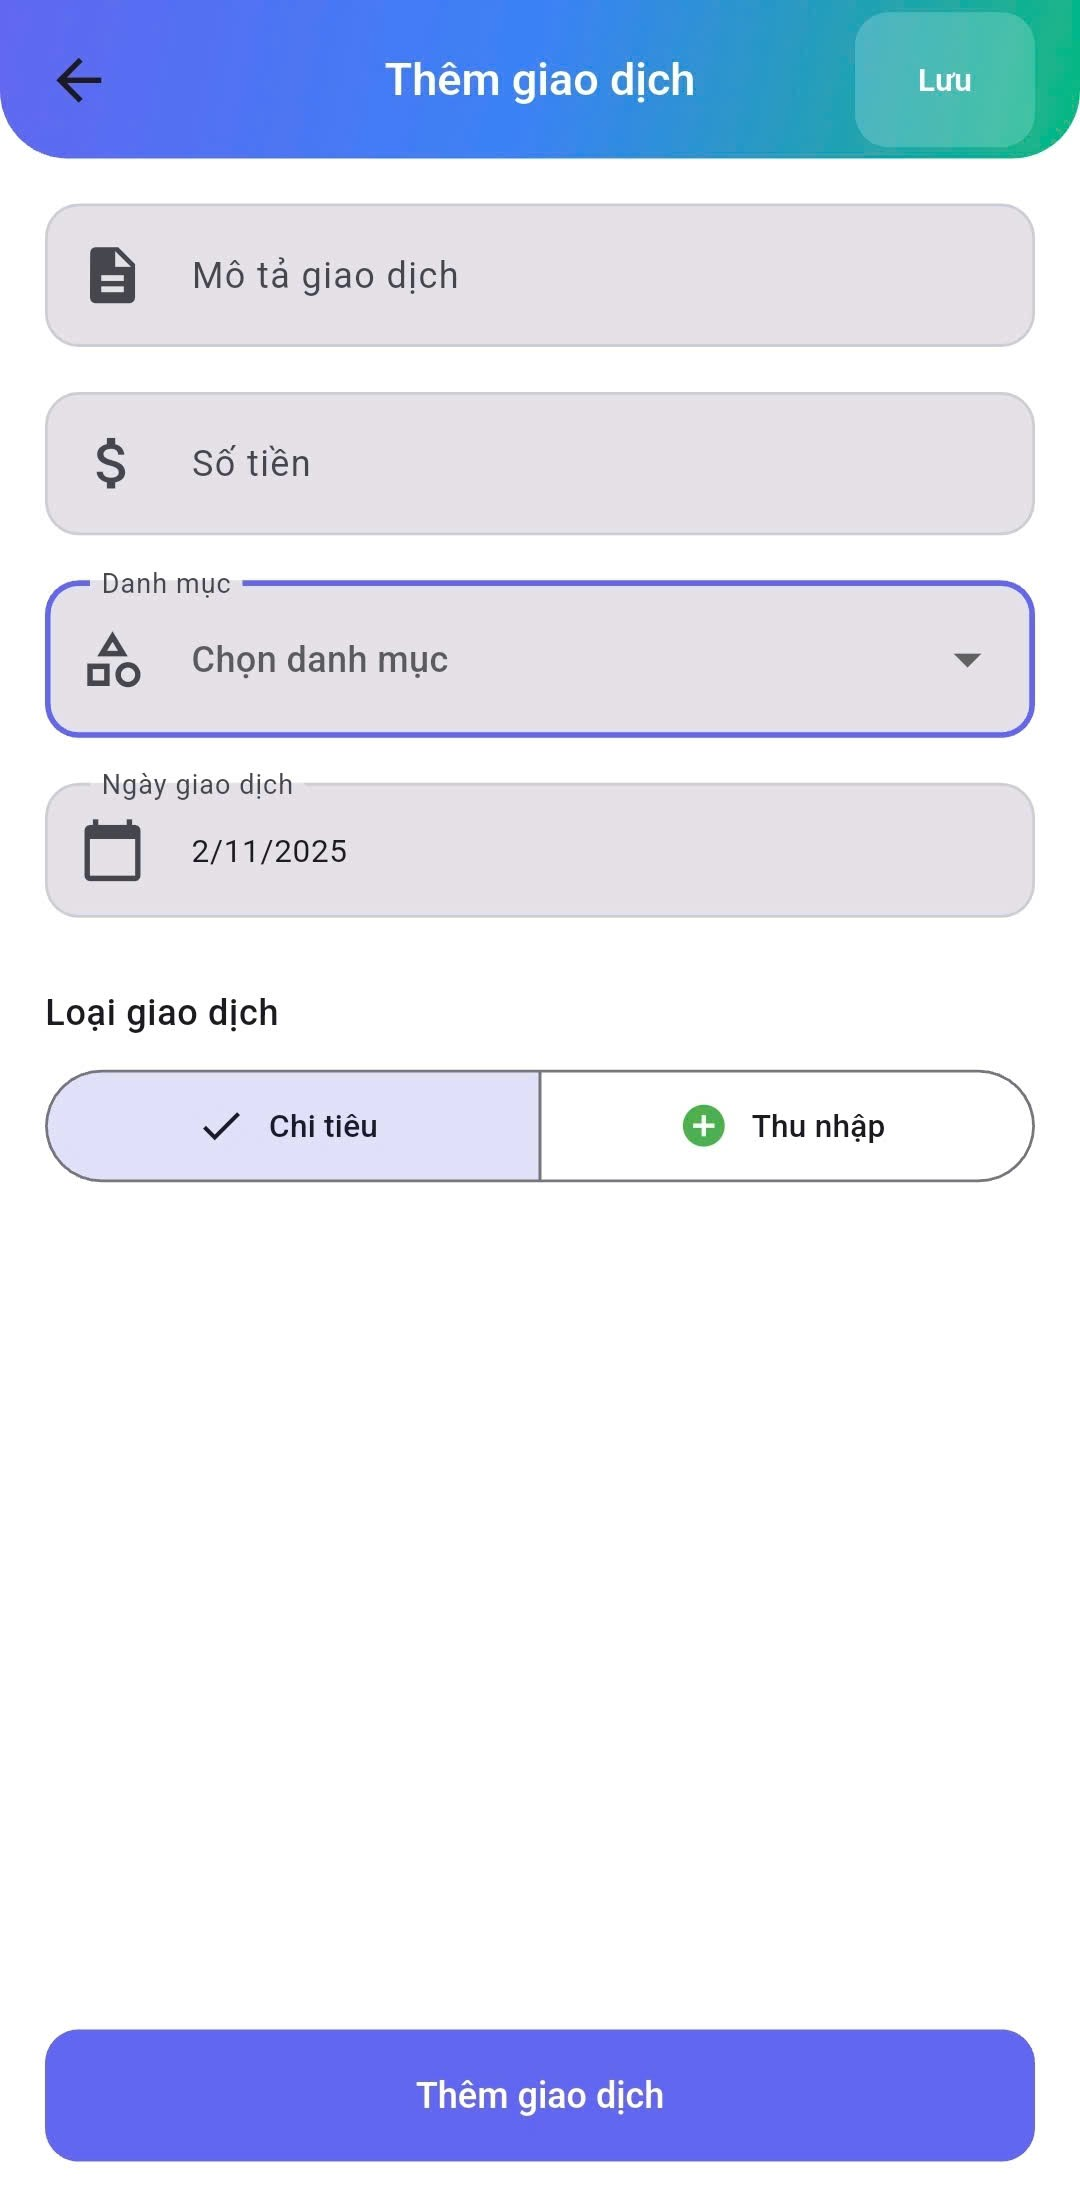 Thêm giao dịch
Lưu
Mô tả giao dịch
Số tiền
Danh mục
Chọn danh mục
Ngày giao dịch
2/11/2025
Loại giao dịch
Chi tiêu
Thu nhập
Thêm giao dịch